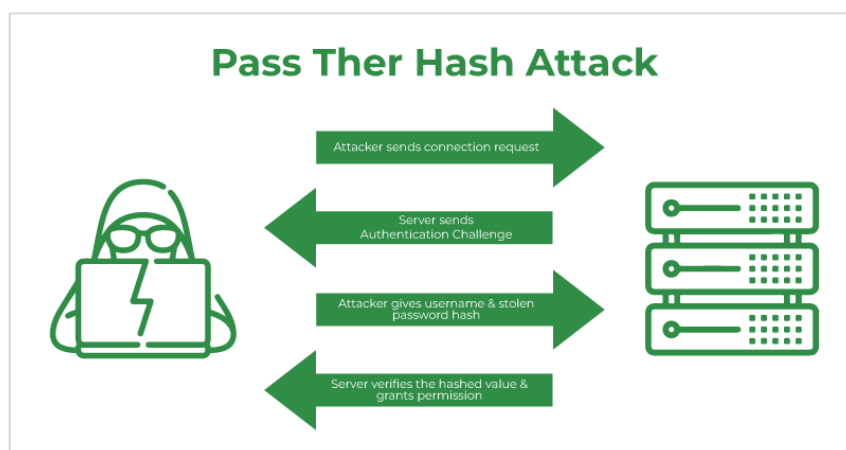 Pass Ther Hash Attack
Attacker sends connection request
Server sends
Authentication Challenge
Attacker gives username & stolen
password hash
Server verifies the hashed value &
grants permission